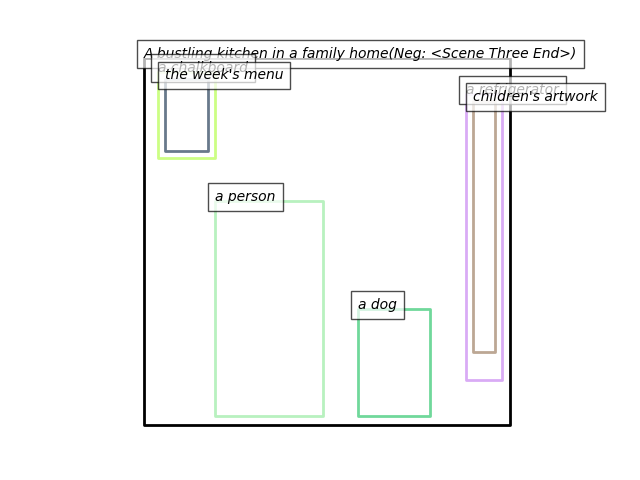 A bustling kitchen in a family home(Neg: <Scene Three End>)
a chalkboard
the week's menu
a refrigerator
children's artwork
a person
a dog